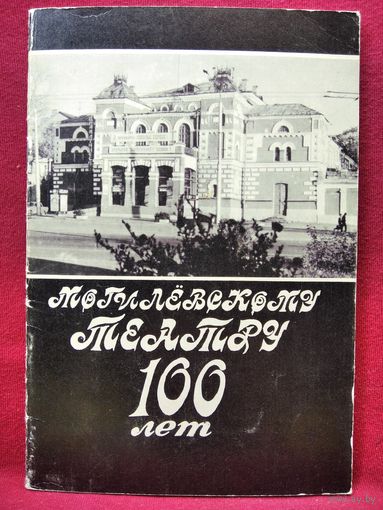 Могилёвскому
театру
100
лет